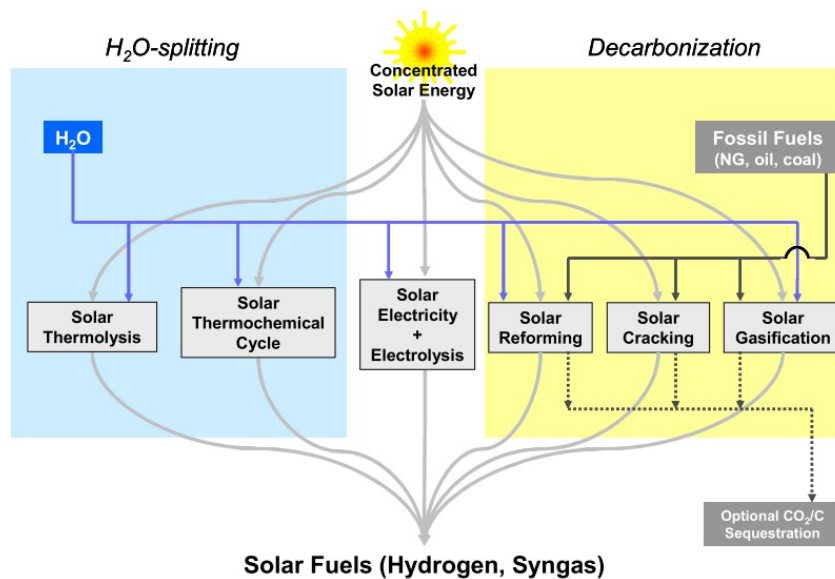 H₂O-splitting
Concentrated
Solar Energy
Decarbonization
H₂O
Fossil Fuels
(NG, oil, coal)
Solar
Thermolysis
Solar
Thermochemical
Cycle
Solar
Electricity
+
Electrolysis
Solar
Reforming
Solar
Cracking
Solar
Gasification
Optional CO₂/C
Sequestration
Solar Fuels (Hydrogen, Syngas)